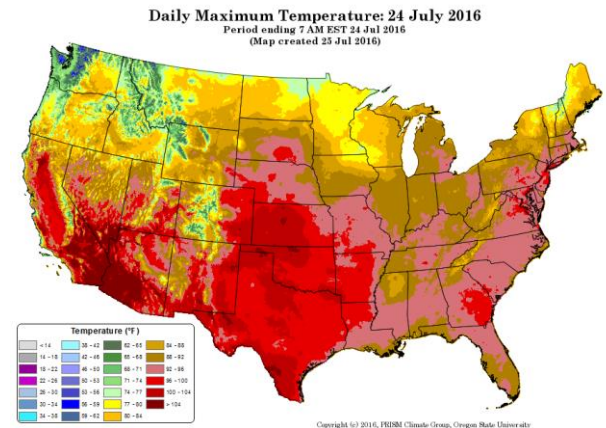 Daily Maximum Temperature: 24 July 2016
Period ending 7 AM EST 24 Jul 2016
(Map created 25 Jul 2016)
Temperature (°F)
< 14 38 - 42 62 - 65 84 - 88
14 - 18 42 - 46 65 - 68 88 - 92
18 - 22 46 - 50 68 - 71 92 - 96
22 - 26 50 - 53 71 - 74 96 - 100
26 - 30 53 - 56 74 - 77 100 - 104
30 - 34 56 - 59 77 - 80 > 104
34 - 38 59 - 62 80 - 84
Copyright (c) 2016, PRISM Climate Group, Oregon State University